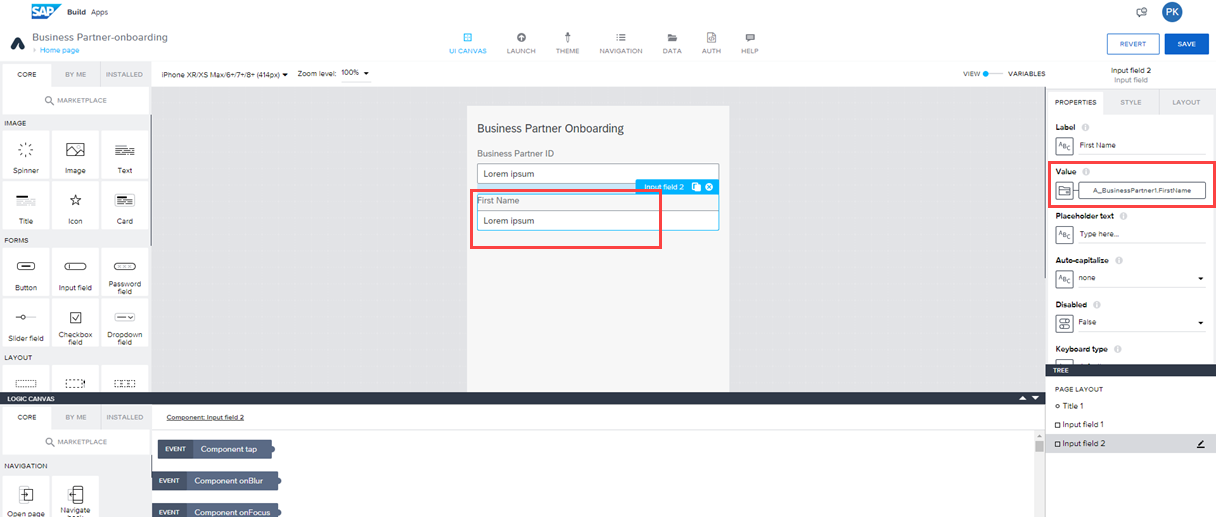 SAP Build Apps
PK
Business Partner-onboarding
> Home page
UI CANVAS
LAUNCH
THEME
NAVIGATION
DATA
AUTH
HELP
REVERT
SAVE
CORE
BY ME
INSTALLED
MARKETPLACE
iPhone XR/XS Max/6+/7+/8+ (414px)
Zoom level: 100%
VIEW
VARIABLES
Input field 2
Input field
PROPERTIES
STYLE
LAYOUT
IMAGE
Spinner
Image
Text
Title
Icon
Card
FORMS
Button
Input field
Password
field
Slider field
Checkbox
field
Dropdown
field
LAYOUT
Business Partner Onboarding
Business Partner ID
Lorem ipsum
Input field 2
First Name
Lorem ipsum
Label
ABC First Name
Value
A_BusinessPartner1.FirstName
Placeholder text
ABC Type here...
Auto-capitalize
ABC none
Disabled
False
Keyboard type
TREE
PAGE LAYOUT
Title 1
Input field 1
Input field 2
LOGIC CANVAS
CORE
BY ME
INSTALLED
MARKETPLACE
NAVIGATION
Open page
Navigate
Component: Input field 2
EVENT Component tap
EVENT Component onBlur
EVENT Component onFocus